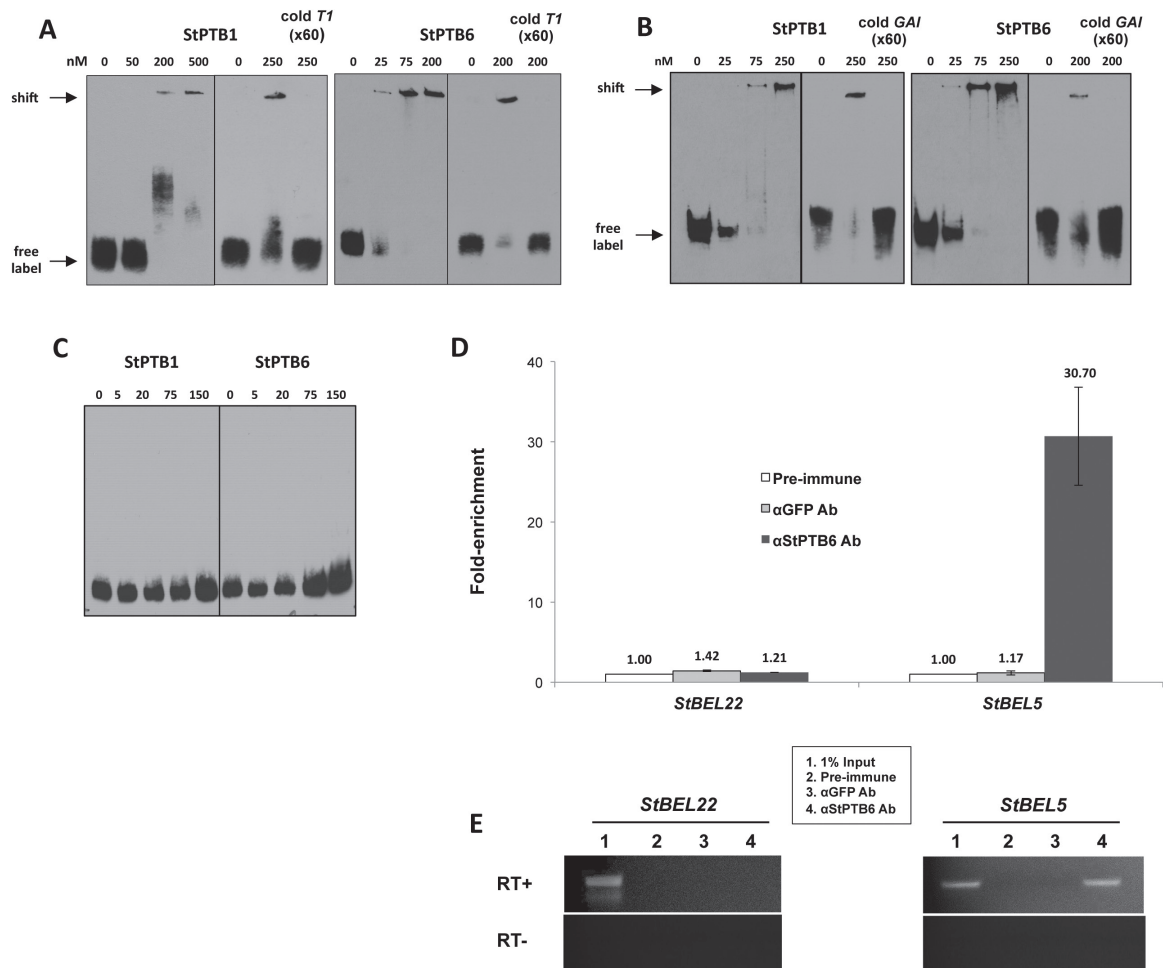 A
StPTB1
cold T1
(x60)
StPTB6
cold T1
(x60)
nM 0 50 200 500 0 250 250 0 25 75 200 0 200 200
shift
free
label
B
StPTB1
cold GAI
(x60)
StPTB6
cold GAI
(x60)
nM 0 25 75 250 0 250 250 0 25 75 250 0 200 200
shift
free
label
C
StPTB1 StPTB6
0 5 20 75 150 0 5 20 75 150
D
Fold-enrichment
40
30
20
10
0
Pre-immune
αGFP Ab
αStPTB6 Ab
1.00 1.42 1.21
1.00 1.17 30.70
StBEL22 StBEL5
1. 1% Input
2. Pre-immune
3. αGFP Ab
4. αStPTB6 Ab
E
StBEL22 StBEL5
1 2 3 4 1 2 3 4
RT+
RT-